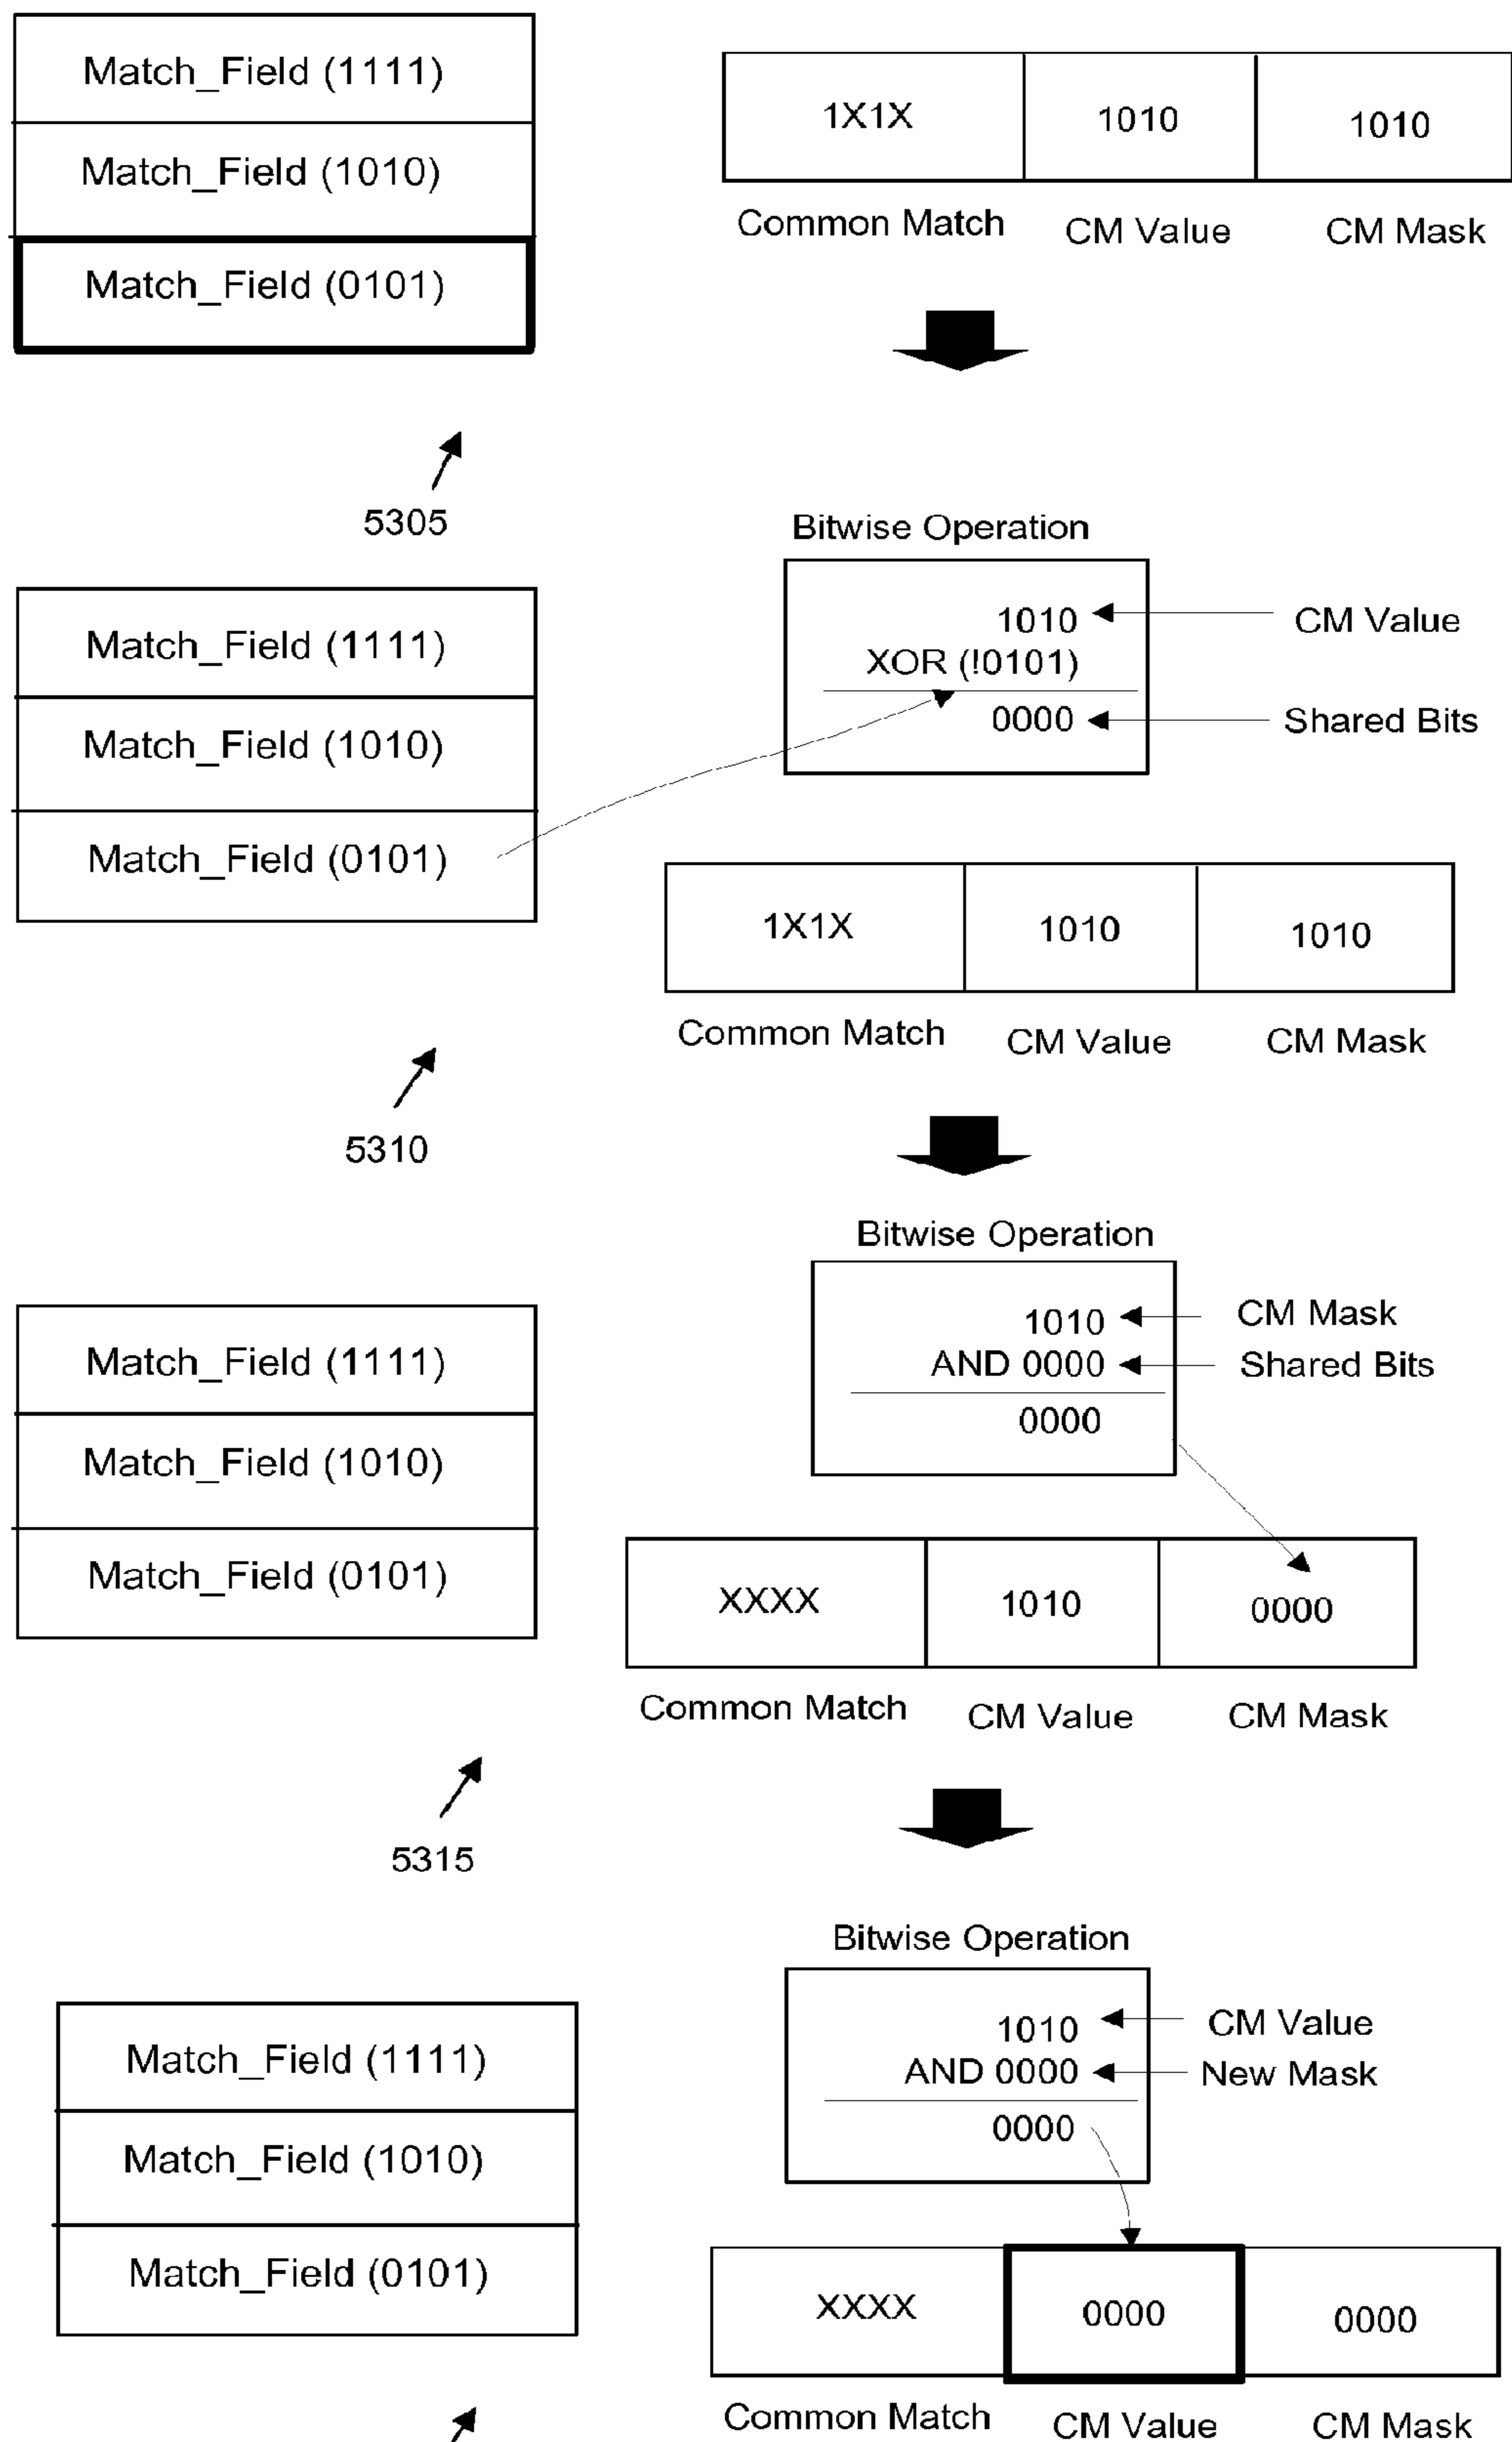 Match_Field (1111)
Match_Field (1010)
Match_Field (0101)
1X1X
1010
1010
Common Match
CM Value
CM Mask
5305
Bitwise Operation
1010
CM Value
XOR (!0101)
0000
Shared Bits
Match_Field (1111)
Match_Field (1010)
Match_Field (0101)
1X1X
1010
1010
Common Match
CM Value
CM Mask
5310
Bitwise Operation
1010
CM Mask
AND 0000
Shared Bits
0000
Match_Field (1111)
Match_Field (1010)
Match_Field (0101)
XXXX
1010
0000
Common Match
CM Value
CM Mask
5315
Bitwise Operation
1010
CM Value
AND 0000
New Mask
0000
Match_Field (1111)
Match_Field (1010)
Match_Field (0101)
XXXX
0000
0000
Common Match
CM Value
CM Mask